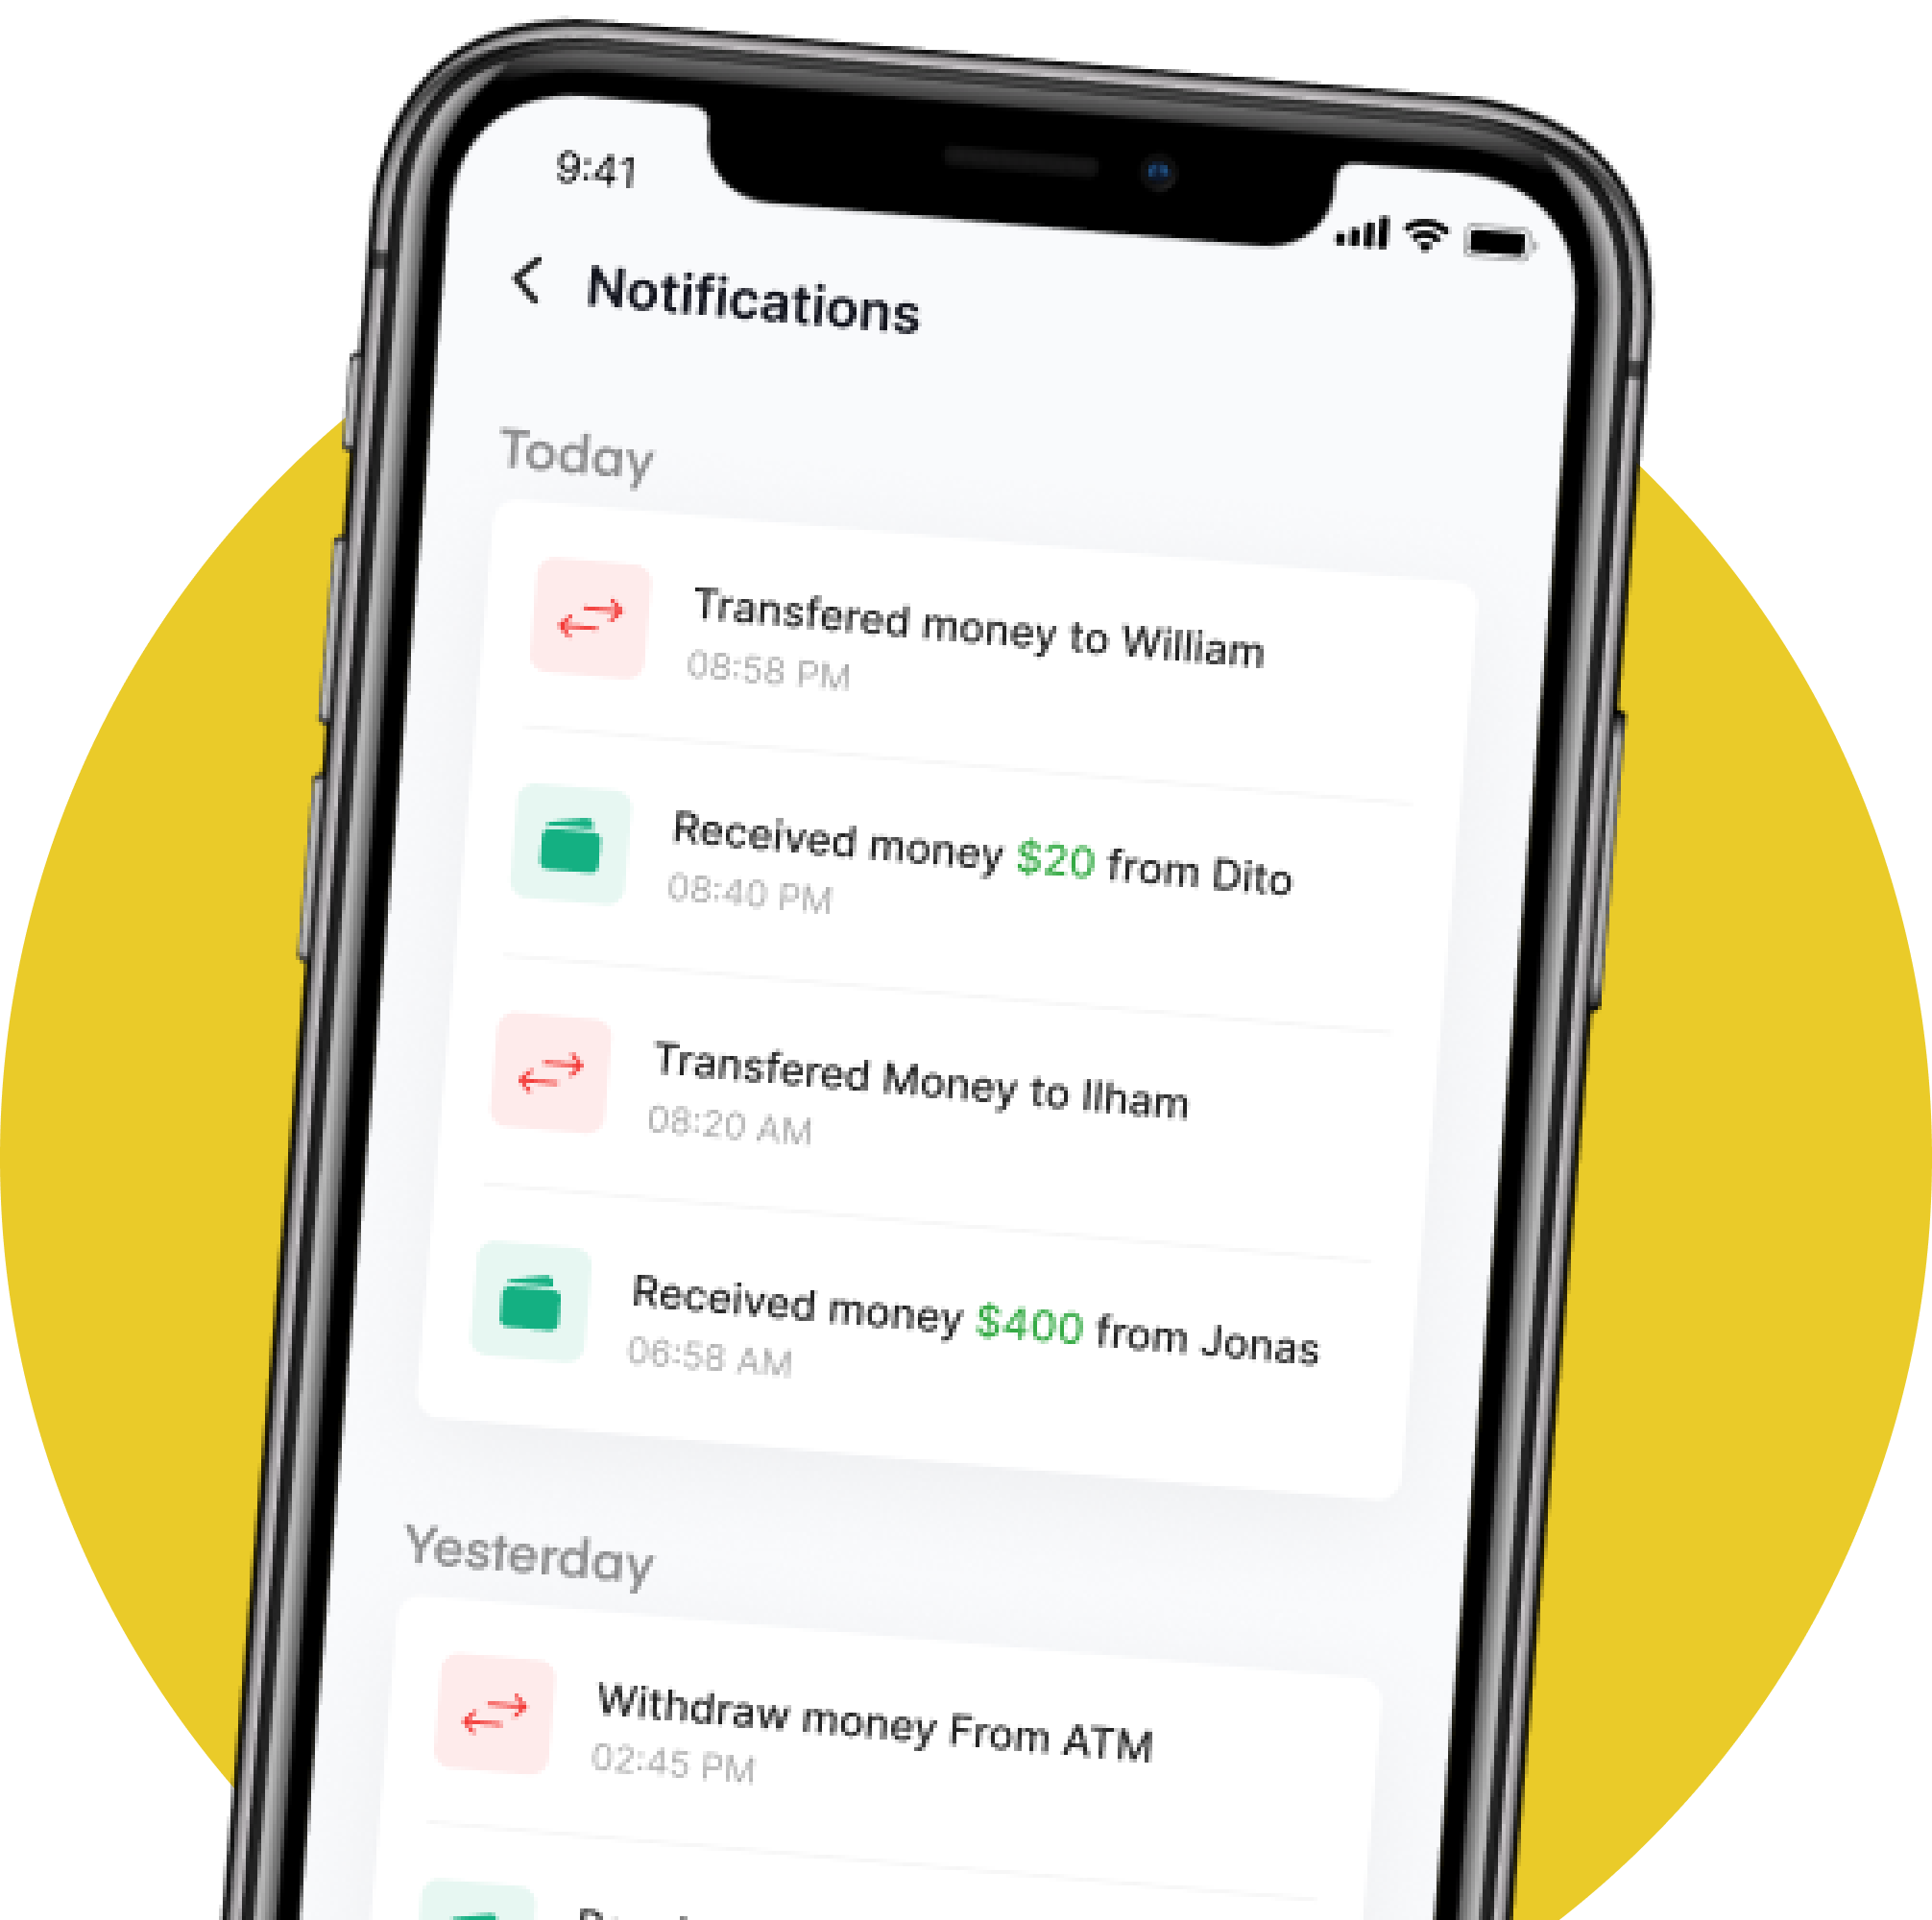 9:41
Notifications
Today
Transfered money to William
08:58 PM
Received money $20 from Dito
08:40 PM
Transfered Money to Ilham
08:20 AM
Received money $400 from Jonas
06:58 AM
Yesterday
Withdraw money From ATM
02:45 PM